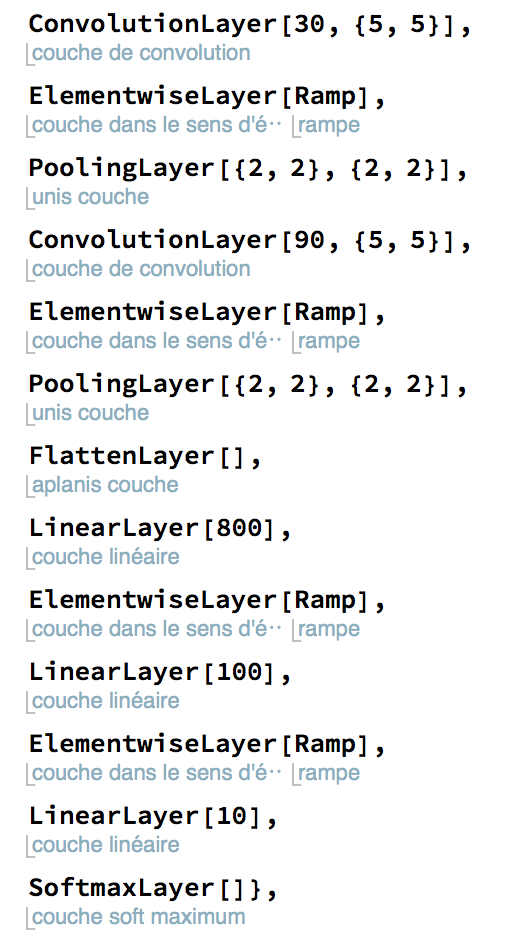 ConvolutionLayer[30, {5, 5}],
couche de convolution
ElementwiseLayer[Ramp],
couche dans le sens d'é·· rampe
PoolingLayer[{2, 2}, {2, 2}],
unis couche
ConvolutionLayer[90, {5, 5}],
couche de convolution
ElementwiseLayer[Ramp],
couche dans le sens d'é·· rampe
PoolingLayer[{2, 2}, {2, 2}],
unis couche
FlattenLayer[],
aplanis couche
LinearLayer[800],
couche linéaire
ElementwiseLayer[Ramp],
couche dans le sens d'é·· rampe
LinearLayer[100],
couche linéaire
ElementwiseLayer[Ramp],
couche dans le sens d'é·· rampe
LinearLayer[10],
couche linéaire
SoftmaxLayer[]},
couche soft maximum